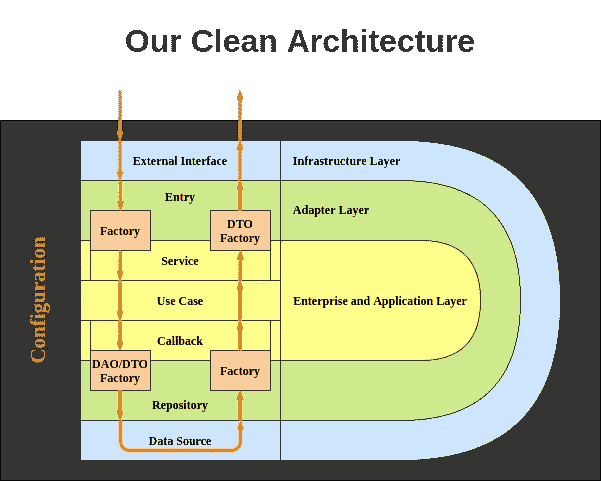 Our Clean Architecture
External Interface
Infrastructure Layer
Entry
Adapter Layer
Factory
DTO
Factory
Service
Use Case
Enterprise and Application Layer
Configuration
Callback
DAO/DTO
Factory
Factory
Repository
Data Source